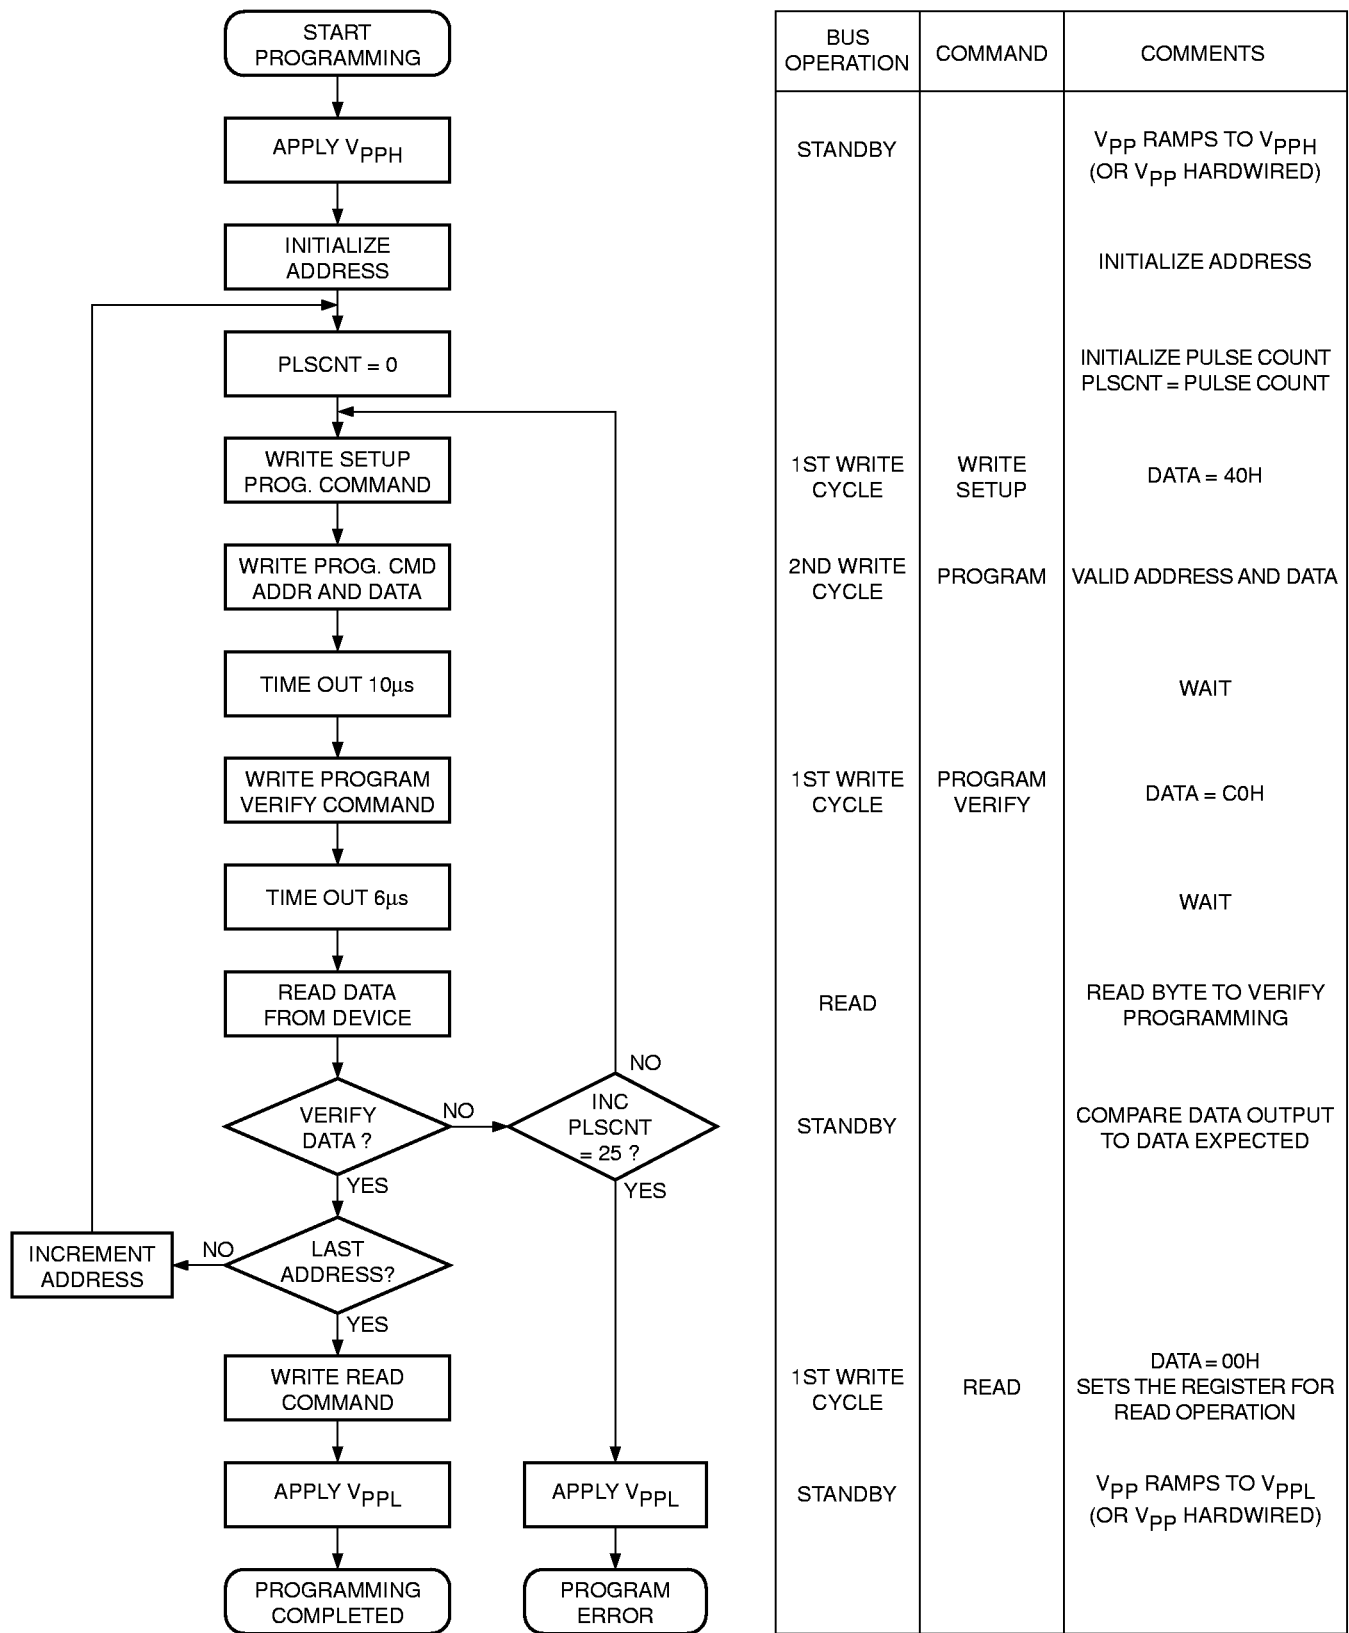 START
PROGRAMMING
APPLY VPPH
INITIALIZE
ADDRESS
PLSCNT = 0
WRITE SETUP
PROG. COMMAND
WRITE PROG. CMD
ADDR AND DATA
TIME OUT 10µs
WRITE PROGRAM
VERIFY COMMAND
TIME OUT 6µs
READ DATA
FROM DEVICE
VERIFY
DATA ?
NO
YES
INC
PLSCNT
= 25 ?
NO
YES
LAST
ADDRESS?
NO
YES
INCREMENT
ADDRESS
WRITE READ
COMMAND
APPLY VPPL
PROGRAMMING
COMPLETED
APPLY VPPL
PROGRAM
ERROR
BUS
OPERATION
COMMAND
COMMENTS
STANDBY
VPP RAMPS TO VPPH
(OR VPP HARDWIRED)
INITIALIZE ADDRESS
INITIALIZE PULSE COUNT
PLSCNT = PULSE COUNT
1ST WRITE
CYCLE
WRITE
SETUP
DATA = 40H
2ND WRITE
CYCLE
PROGRAM
VALID ADDRESS AND DATA
WAIT
1ST WRITE
CYCLE
PROGRAM
VERIFY
DATA = C0H
WAIT
READ
READ BYTE TO VERIFY
PROGRAMMING
STANDBY
COMPARE DATA OUTPUT
TO DATA EXPECTED
1ST WRITE
CYCLE
READ
DATA = 00H
SETS THE REGISTER FOR
READ OPERATION
STANDBY
VPP RAMPS TO VPPL
(OR VPP HARDWIRED)